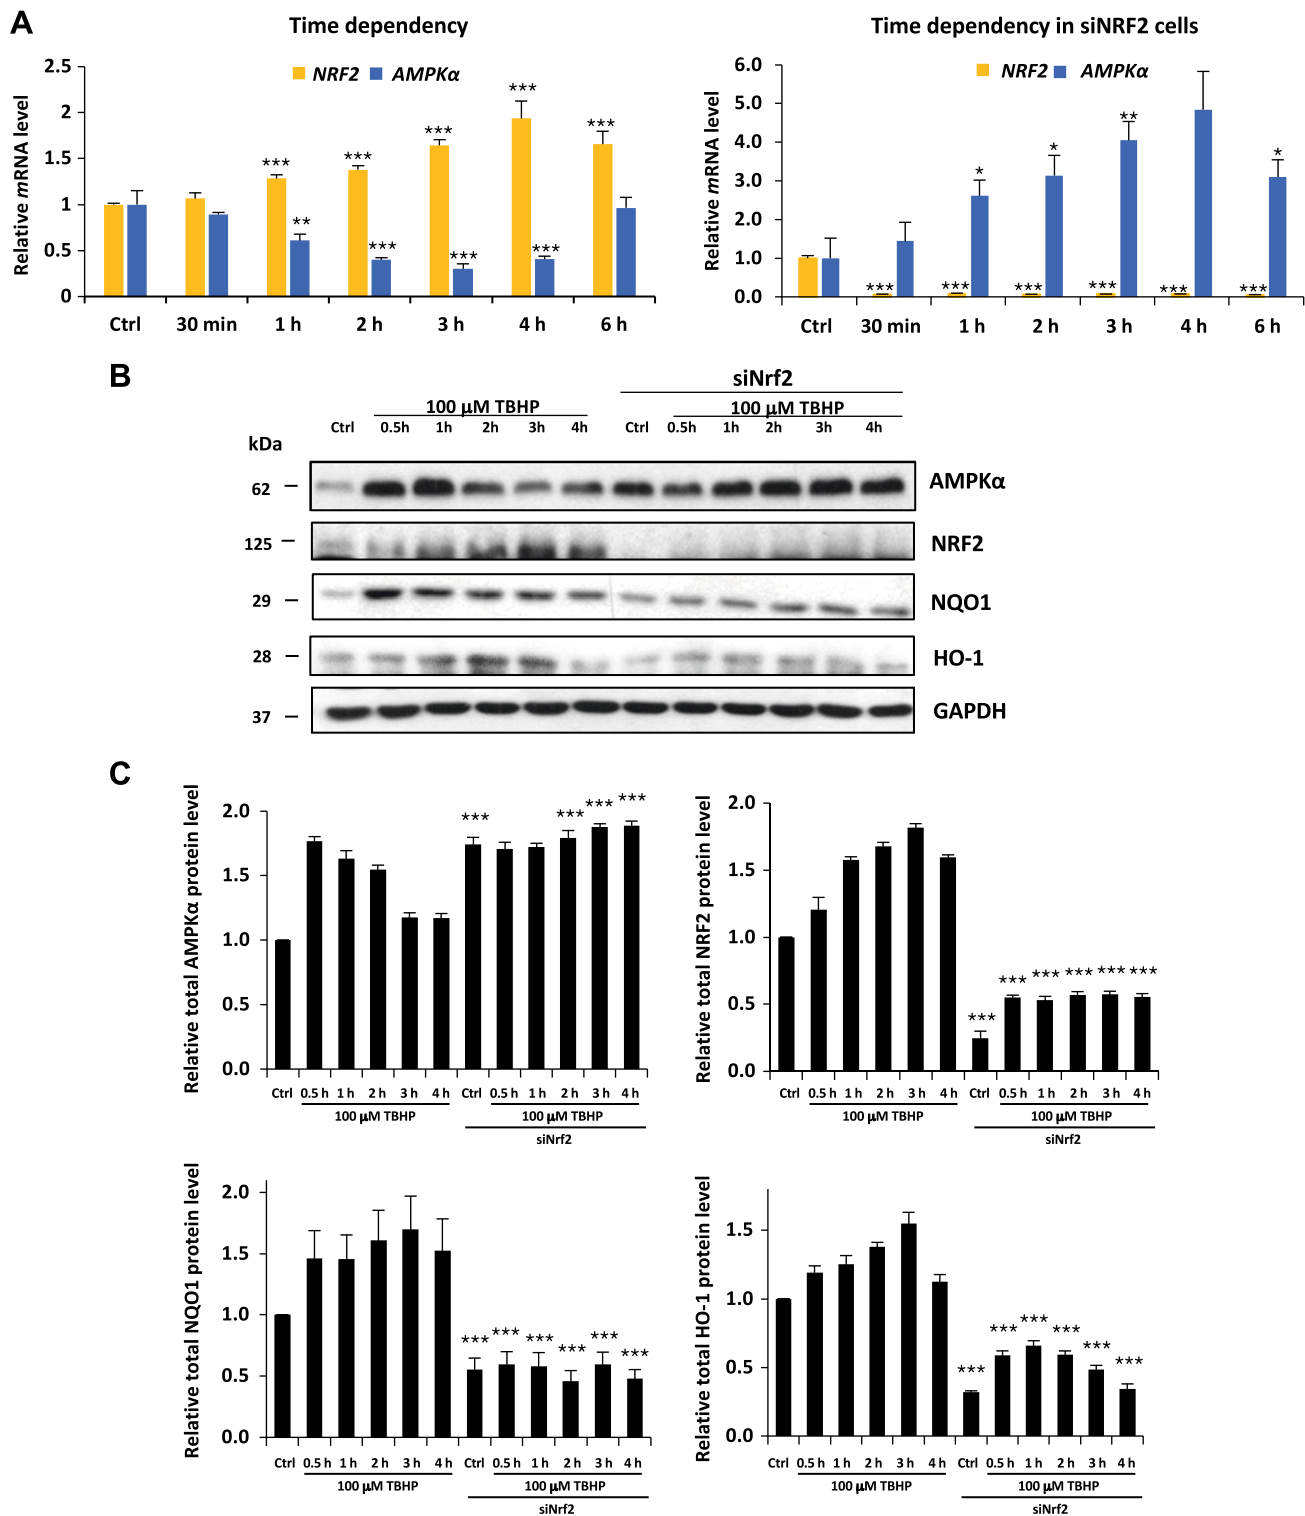 A
Time dependency
Time dependency in siNRF2 cells
NRF2 AMPKα
NRF2 AMPKα
Relative mRNA level
2.5
2
1.5
1
0.5
0
*** *** *** *** ***
** *** *** ***
Ctrl 30 min 1 h 2 h 3 h 4 h 6 h
Relative mRNA level
6.0
5.0
4.0
3.0
2.0
1.0
0.0
* * ** *
*** *** *** *** *** ***
Ctrl 30 min 1 h 2 h 3 h 4 h 6 h
B
siNrf2
100 µM TBHP 100 µM TBHP
Ctrl 0.5h 1h 2h 3h 4h Ctrl 0.5h 1h 2h 3h 4h
kDa
62 AMPKα
125 NRF2
29 NQO1
28 HO-1
37 GAPDH
C
Relative total AMPKα protein level
2.0
1.5
1.0
0.5
0.0
*** *** *** ***
Ctrl 0.5 h 1 h 2 h 3 h 4 h Ctrl 0.5 h 1 h 2 h 3 h 4 h
100 µM TBHP 100 µM TBHP
siNrf2
Relative total NRF2 protein level
2.0
1.5
1.0
0.5
0.0
*** *** *** *** *** ***
Ctrl 0.5 h 1 h 2 h 3 h 4 h Ctrl 0.5 h 1 h 2 h 3 h 4 h
100 µM TBHP 100 µM TBHP
siNrf2
Relative total NQO1 protein level
2.0
1.5
1.0
0.5
0.0
*** *** *** *** *** ***
Ctrl 0.5 h 1 h 2 h 3 h 4 h Ctrl 0.5 h 1 h 2 h 3 h 4 h
100 µM TBHP 100 µM TBHP
siNrf2
Relative total HO-1 protein level
1.5
1.0
0.5
0.0
*** *** *** *** *** ***
Ctrl 0.5 h 1 h 2 h 3 h 4 h Ctrl 0.5 h 1 h 2 h 3 h 4 h
100 µM TBHP 100 µM TBHP
siNrf2